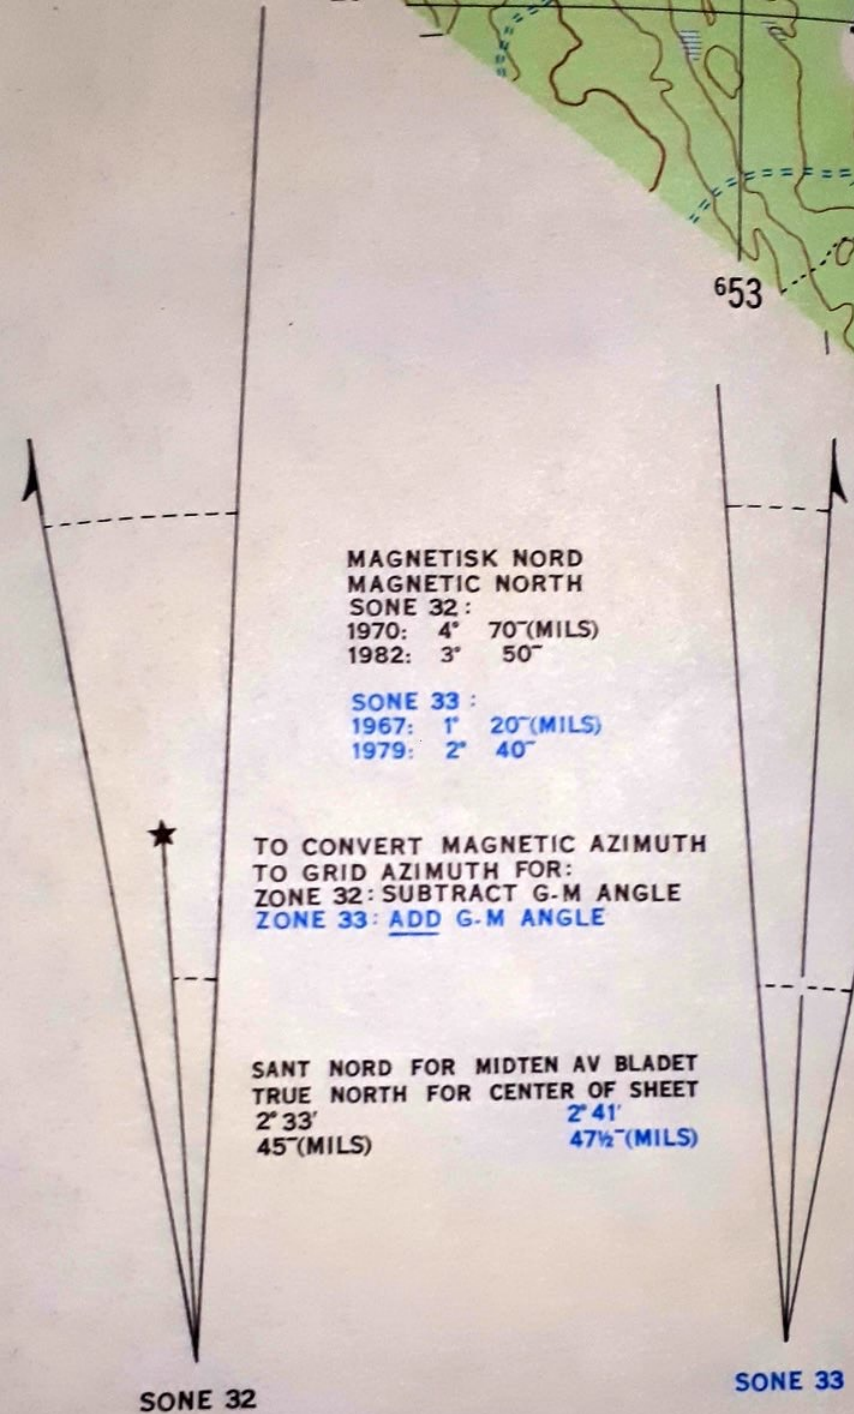 ⁶53
MAGNETISK NORD
MAGNETIC NORTH
SONE 32:
1970: 4° 70¯(MILS)
1982: 3° 50¯
SONE 33:
1967: 1° 20¯(MILS)
1979: 2° 40¯
TO CONVERT MAGNETIC AZIMUTH
TO GRID AZIMUTH FOR:
ZONE 32: SUBTRACT G-M ANGLE
ZONE 33: ADD G-M ANGLE
SANT NORD FOR MIDTEN AV BLADET
TRUE NORTH FOR CENTER OF SHEET
2° 33' 2° 41'
45¯(MILS) 47½¯(MILS)
SONE 32 SONE 33